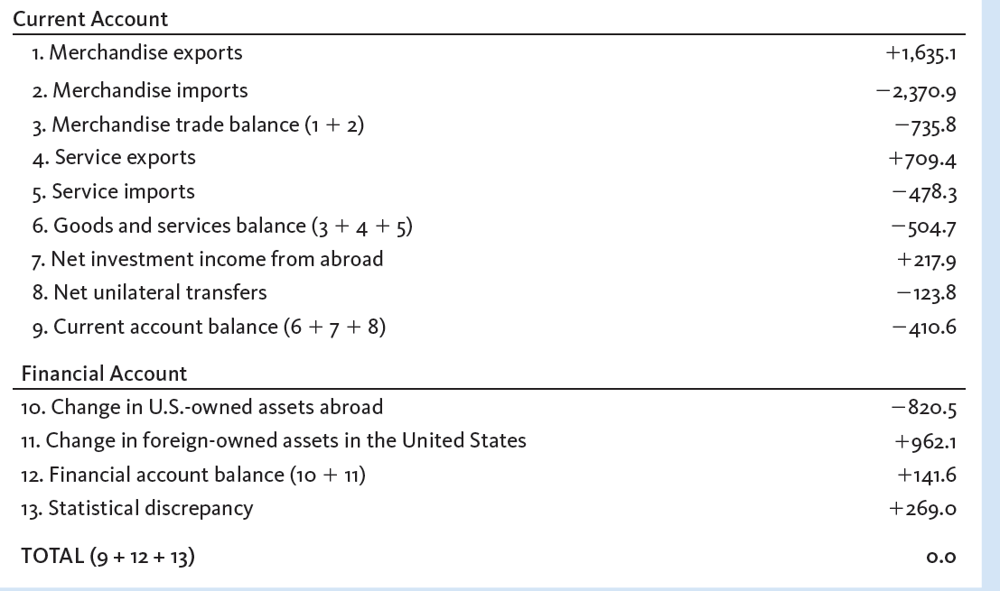 Current Account
1. Merchandise exports +1,635.1
2. Merchandise imports −2,370.9
3. Merchandise trade balance (1 + 2) −735.8
4. Service exports +709.4
5. Service imports −478.3
6. Goods and services balance (3 + 4 + 5) −504.7
7. Net investment income from abroad +217.9
8. Net unilateral transfers −123.8
9. Current account balance (6 + 7 + 8) −410.6
Financial Account
10. Change in U.S.-owned assets abroad −820.5
11. Change in foreign-owned assets in the United States +962.1
12. Financial account balance (10 + 11) +141.6
13. Statistical discrepancy +269.0
TOTAL (9 + 12 + 13) 0.0